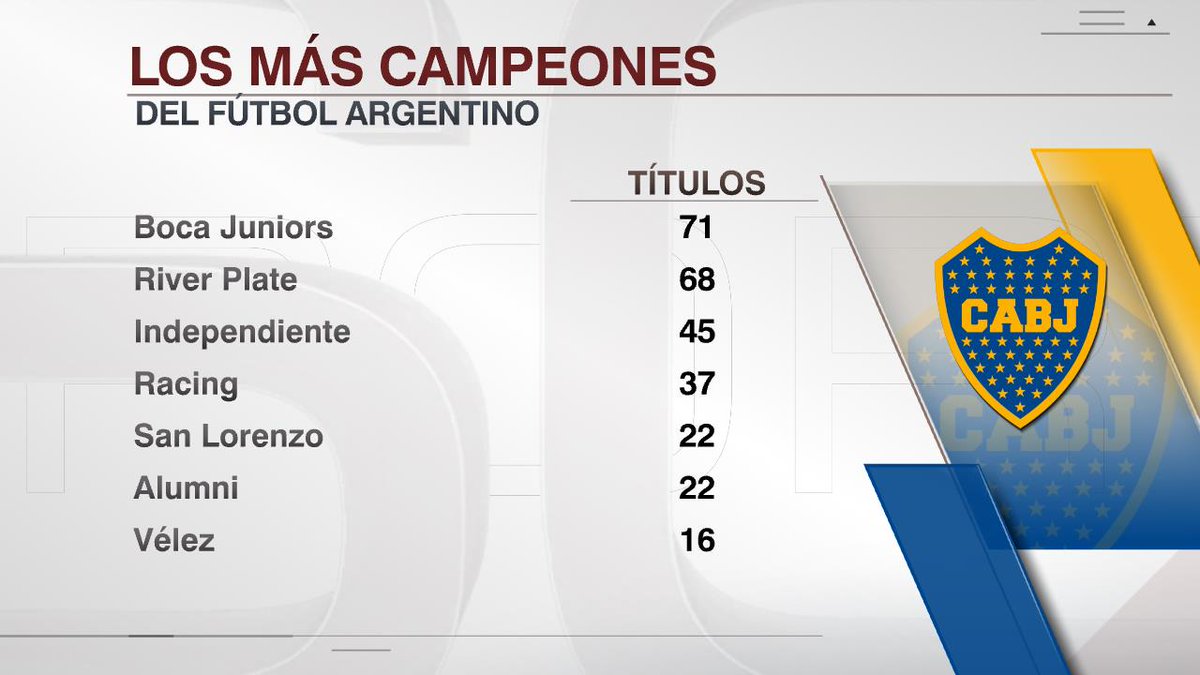 LOS MÁS CAMPEONES
DEL FÚTBOL ARGENTINO
TÍTULOS
Boca Juniors 71
River Plate 68
Independiente 45
Racing 37
San Lorenzo 22
Alumni 22
Vélez 16
CABJ
CABJ